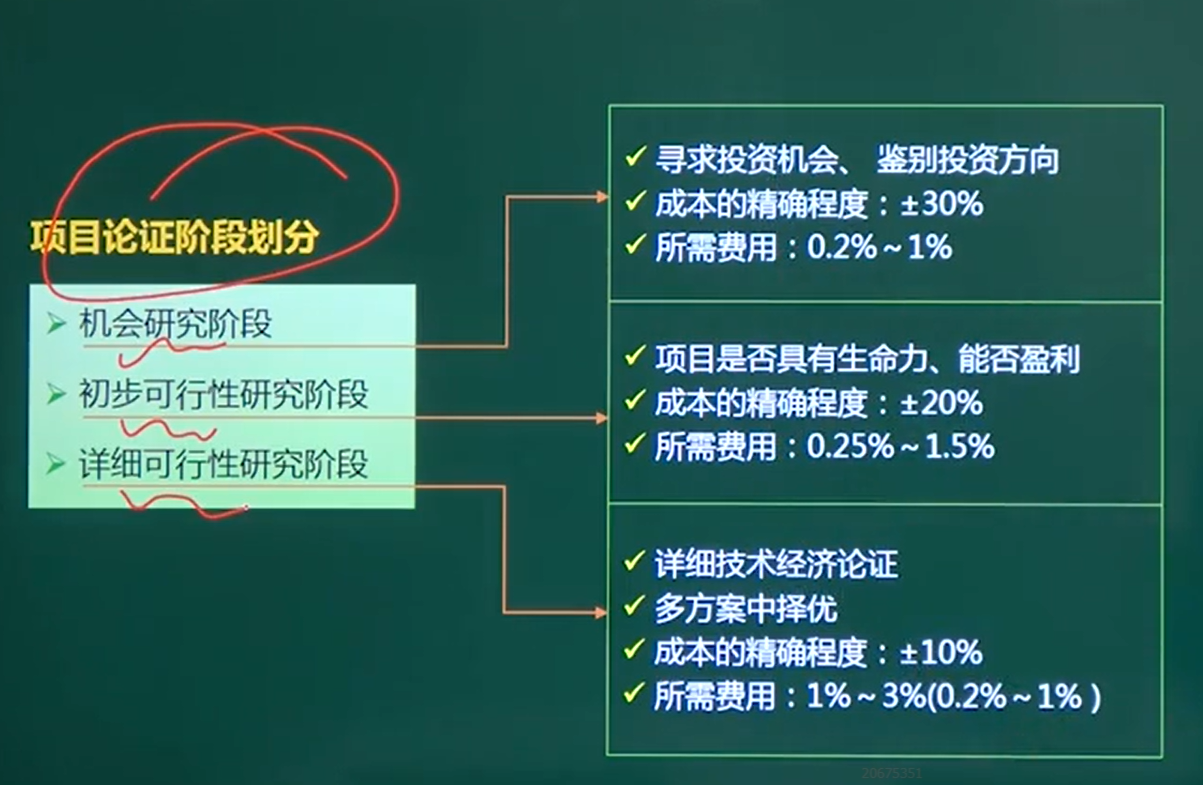 项目论证阶段划分
机会研究阶段
初步可行性研究阶段
详细可行性研究阶段
寻求投资机会、 鉴别投资方向
成本的精确程度：±30%
所需费用：0.2%～1%
项目是否具有生命力、能否盈利
成本的精确程度：±20%
所需费用：0.25%～1.5%
详细技术经济论证
多方案中择优
成本的精确程度：±10%
所需费用：1%～3%(0.2%～1% )
20675351